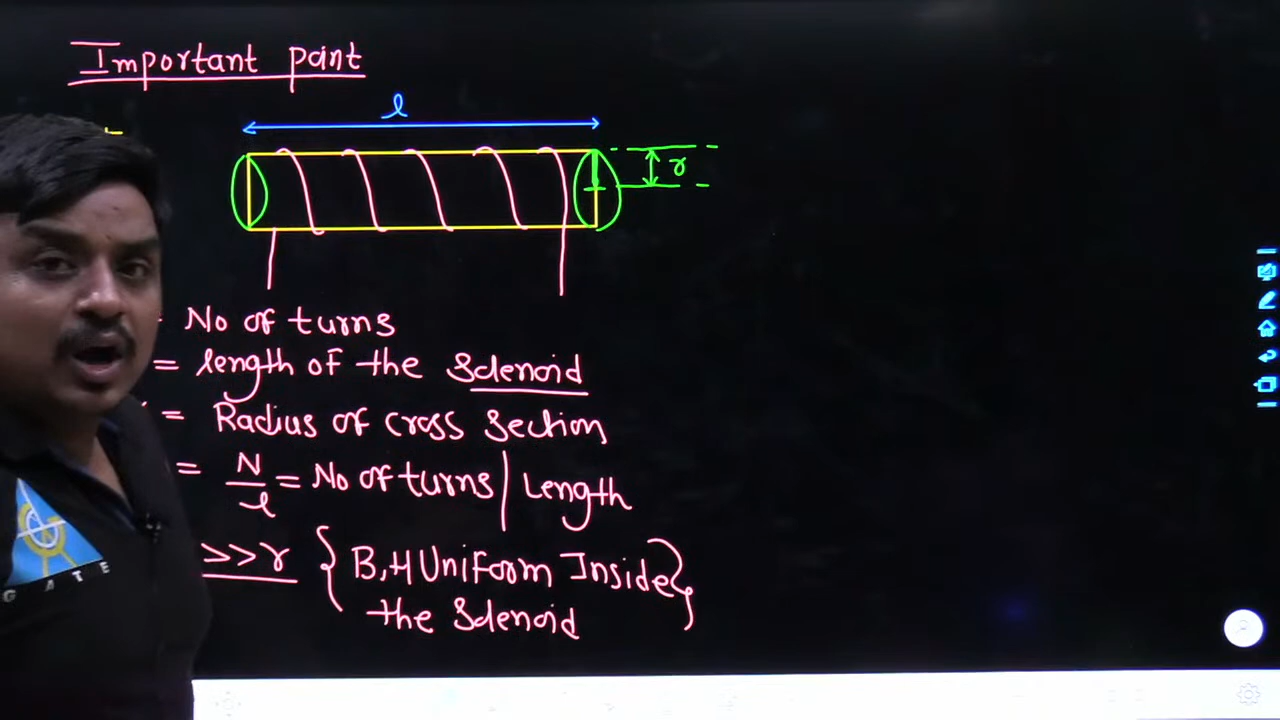 Important point
l
r
No of turns
= length of the Solenoid
= Radius of cross section
= N/l = No of turns / Length
>>r { B, H Uniform Inside
the Solenoid }
GATE